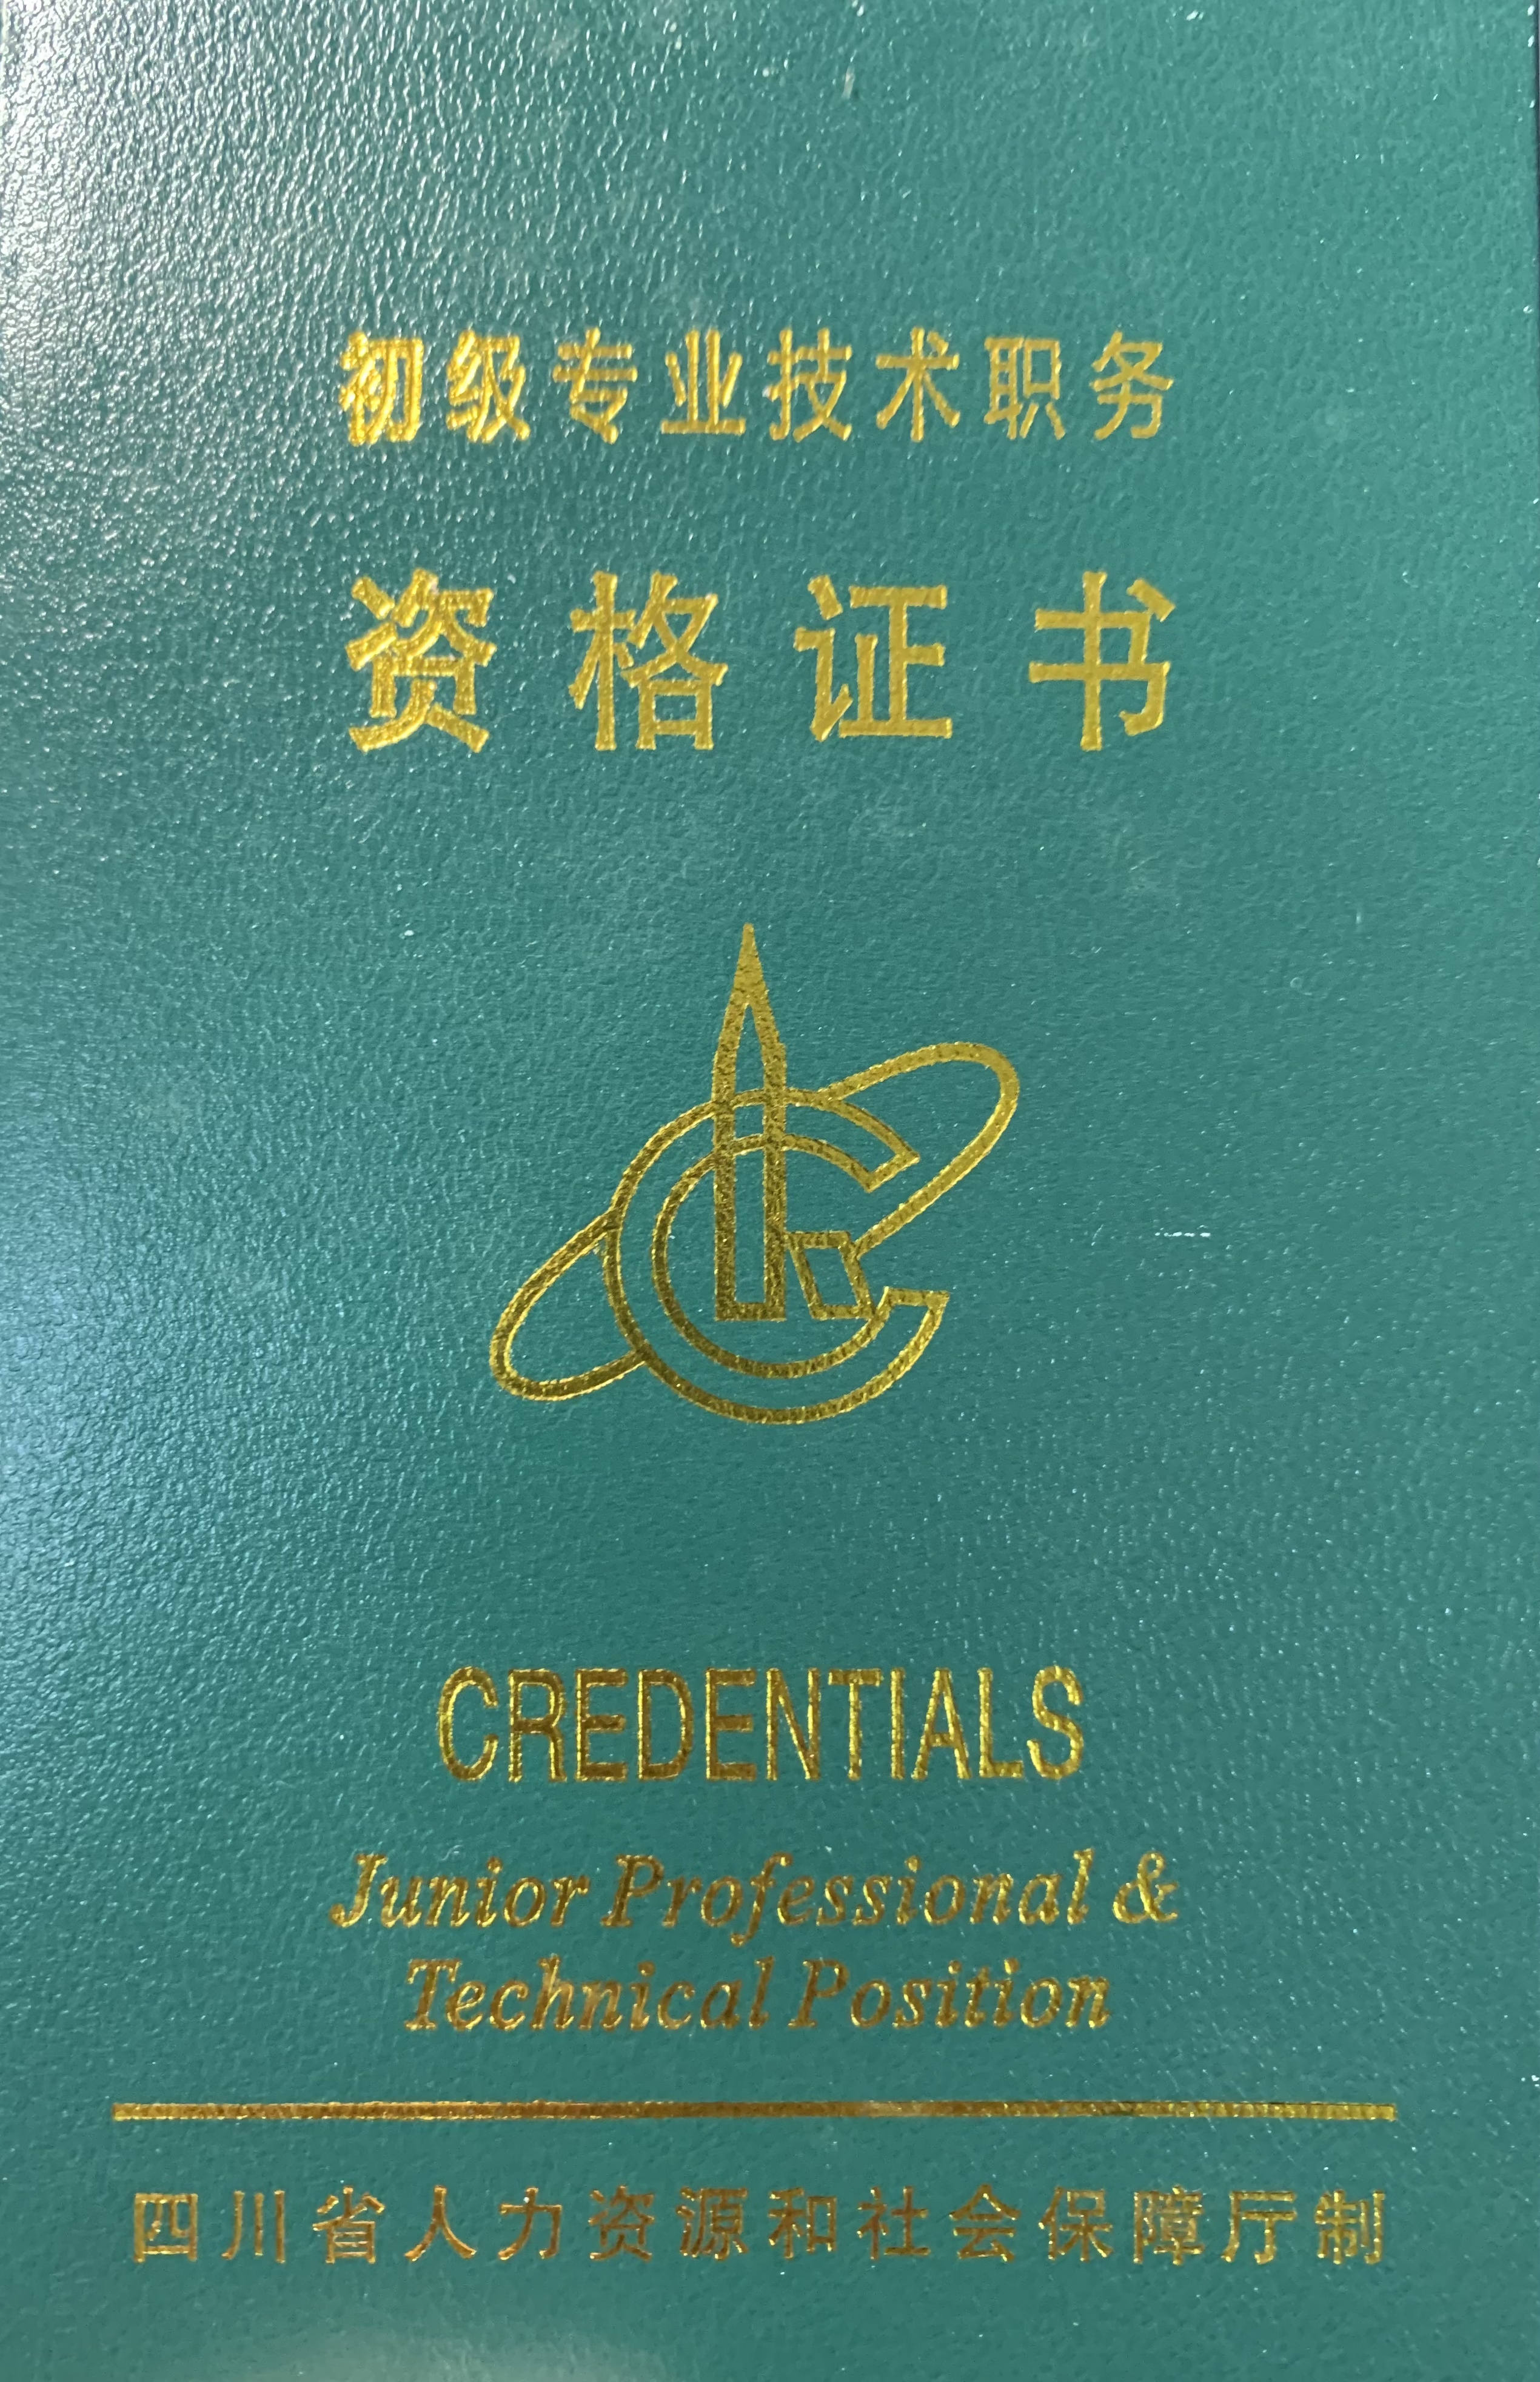 初级专业技术职务
资格证书
CREDENTIALS
Junior Professional &
Technical Position
四川省人力资源和社会保障厅制